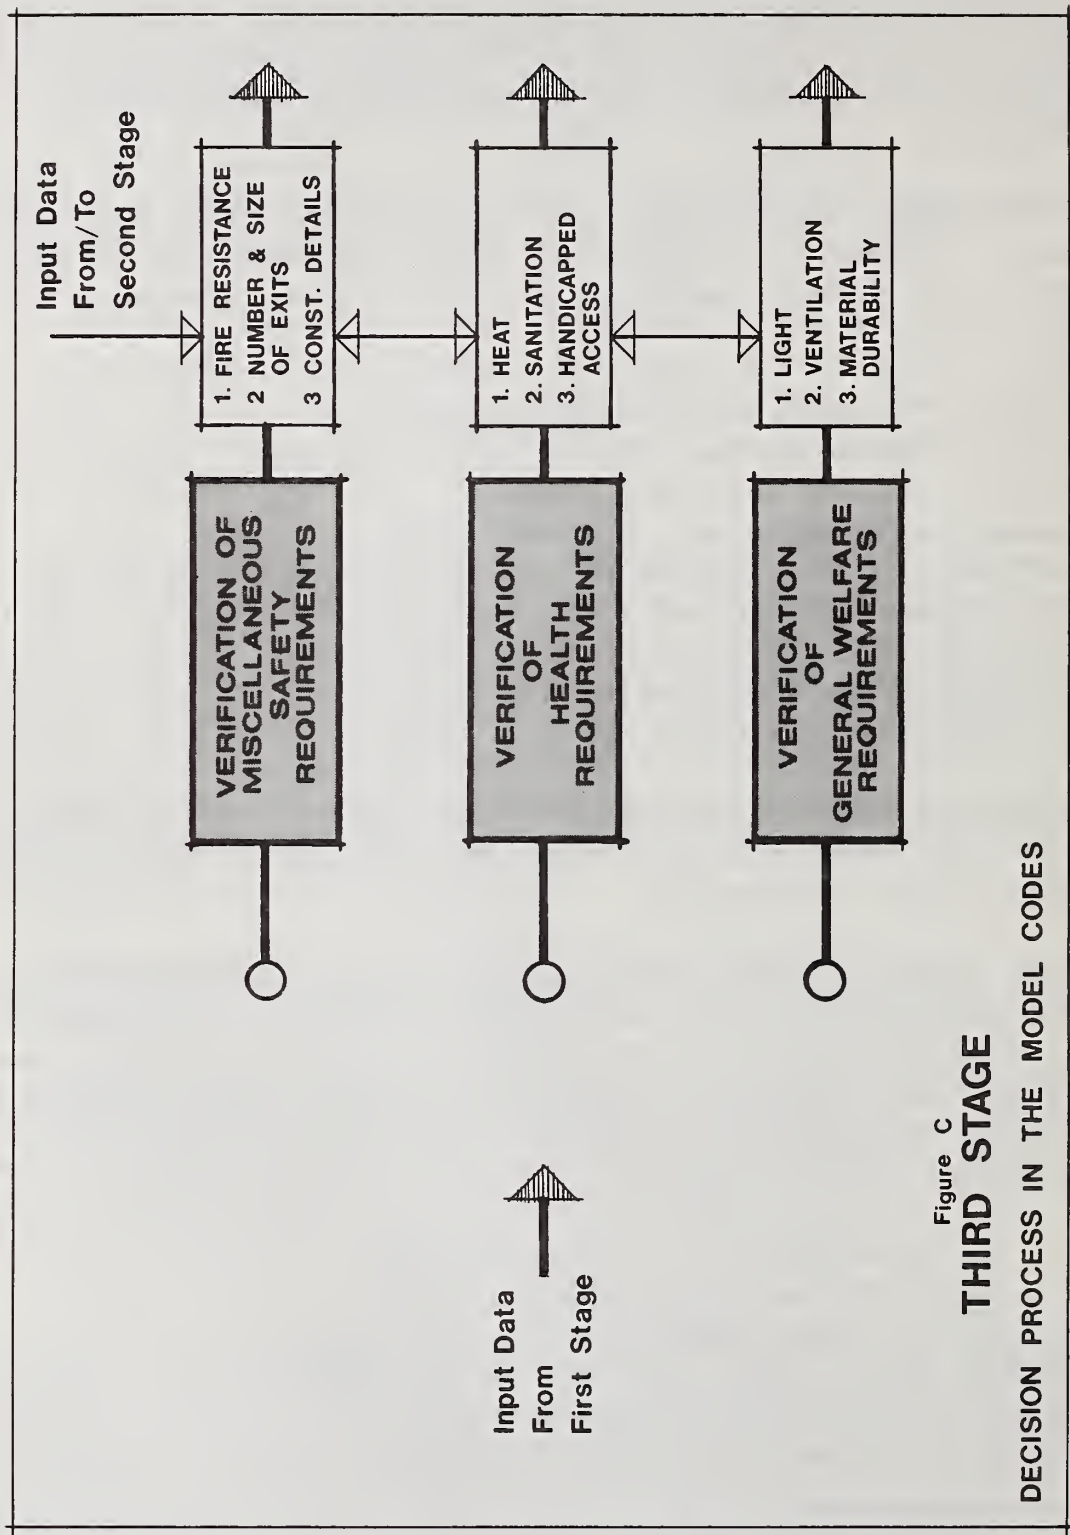 Input Data
From/To
Second Stage
VERIFICATION OF
MISCELLANEOUS
SAFETY
REQUIREMENTS
1. FIRE RESISTANCE
2 NUMBER & SIZE
OF EXITS
3 CONST. DETAILS
Input Data
From
First Stage
VERIFICATION
OF
HEALTH
REQUIREMENTS
1. HEAT
2. SANITATION
3. HANDICAPPED
ACCESS
VERIFICATION
OF
GENERAL WELFARE
REQUIREMENTS
1. LIGHT
2. VENTILATION
3. MATERIAL
DURABILITY
Figure C
THIRD STAGE
DECISION PROCESS IN THE MODEL CODES